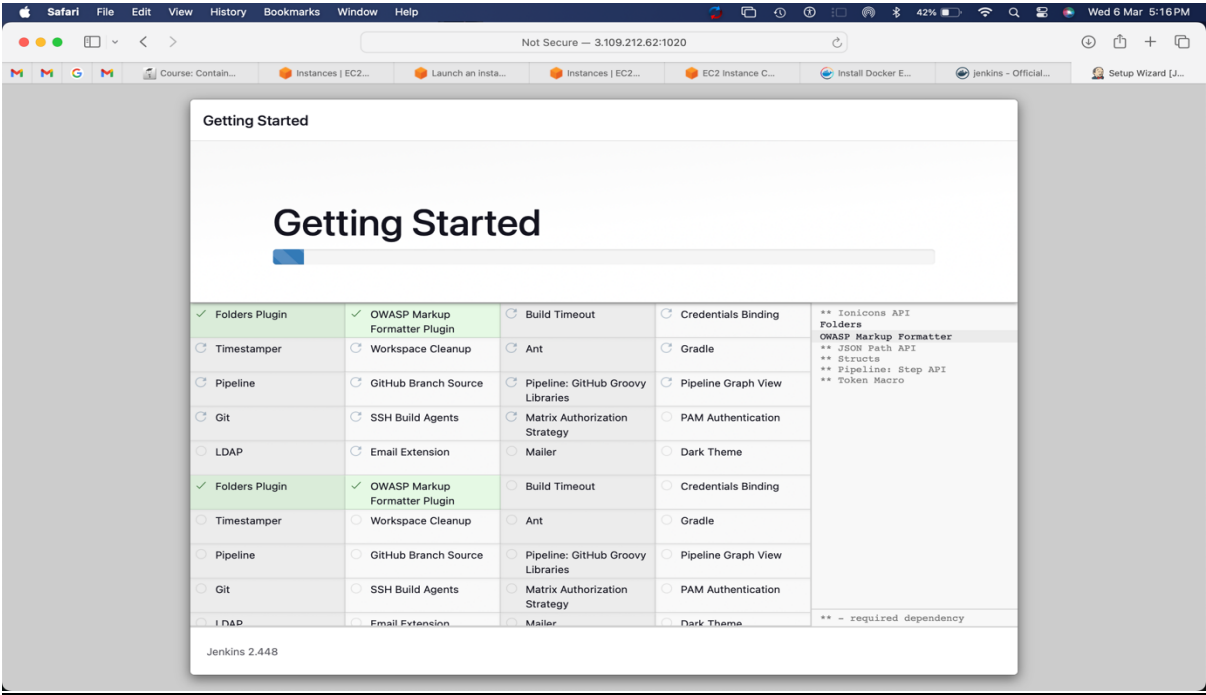 Safari File Edit View History Bookmarks Window Help 42% Wed 6 Mar 5:16 PM
Not Secure — 3.109.212.62:1020
Course: Contain... Instances | EC2... Launch an insta... Instances | EC2... EC2 Instance C... Install Docker E... jenkins - Official... Setup Wizard [J...
Getting Started
Getting Started
Folders Plugin
OWASP Markup
Formatter Plugin
Build Timeout
Credentials Binding
Timestamper
Workspace Cleanup
Ant
Gradle
Pipeline
GitHub Branch Source
Pipeline: GitHub Groovy
Libraries
Pipeline Graph View
Git
SSH Build Agents
Matrix Authorization
Strategy
PAM Authentication
LDAP
Email Extension
Mailer
Dark Theme
Folders Plugin
OWASP Markup
Formatter Plugin
Build Timeout
Credentials Binding
Timestamper
Workspace Cleanup
Ant
Gradle
Pipeline
GitHub Branch Source
Pipeline: GitHub Groovy
Libraries
Pipeline Graph View
Git
SSH Build Agents
Matrix Authorization
Strategy
PAM Authentication
LDAP
Email Extension
Mailer
Dark Theme
** Ionicons API
Folders
OWASP Markup Formatter
** JSON Path API
** Structs
** Pipeline: Step API
** Token Macro
** - required dependency
Jenkins 2.448